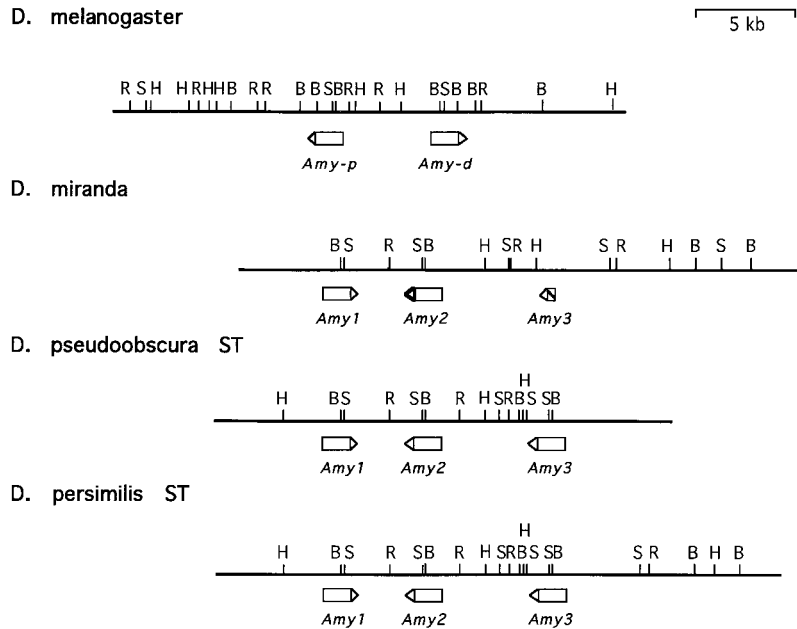 D. melanogaster
5 kb
R S H H R H H B R R B B S B R H R H B S B B R B H
Amy-p Amy-d
D. miranda
B S R S B H S R H S R H B S B
Amy1 Amy2 Amy3
D. pseudoobscura ST
H
H B S R S B R H S R B S S B
Amy1 Amy2 Amy3
D. persimilis ST
H
H B S R S B R H S R B S S B S R B H B
Amy1 Amy2 Amy3